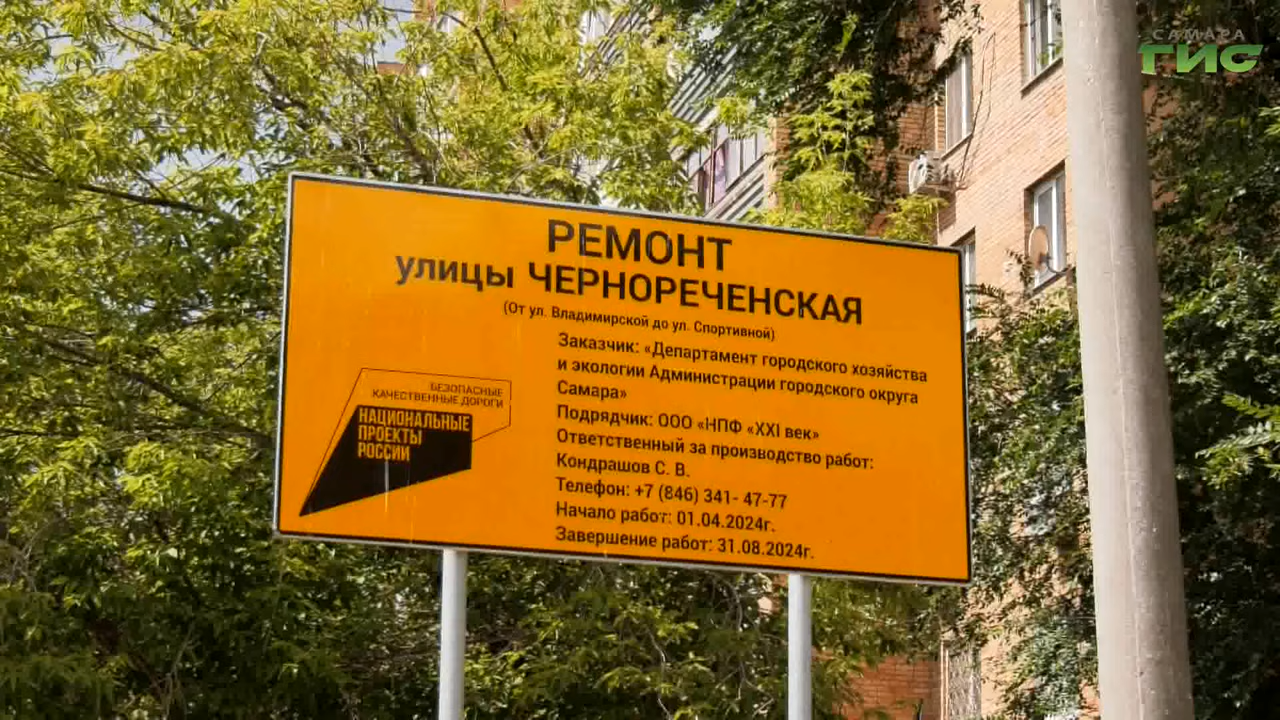 САМАРА
ГИС
РЕМОНТ
улицы ЧЕРНОРЕЧЕНСКАЯ
(От ул. Владимирской до ул. Спортивной)
Заказчик: «Департамент городского хозяйства
и экологии Администрации городского округа
Самара»
Подрядчик: ООО «НПФ «XXI век»
Ответственный за производство работ:
Кондрашов С. В.
Телефон: +7 (846) 341- 47-77
Начало работ: 01.04.2024г.
Завершение работ: 31.08.2024г.
БЕЗОПАСНЫЕ
КАЧЕСТВЕННЫЕ ДОРОГИ
НАЦИОНАЛЬНЫЕ
ПРОЕКТЫ
РОССИИ